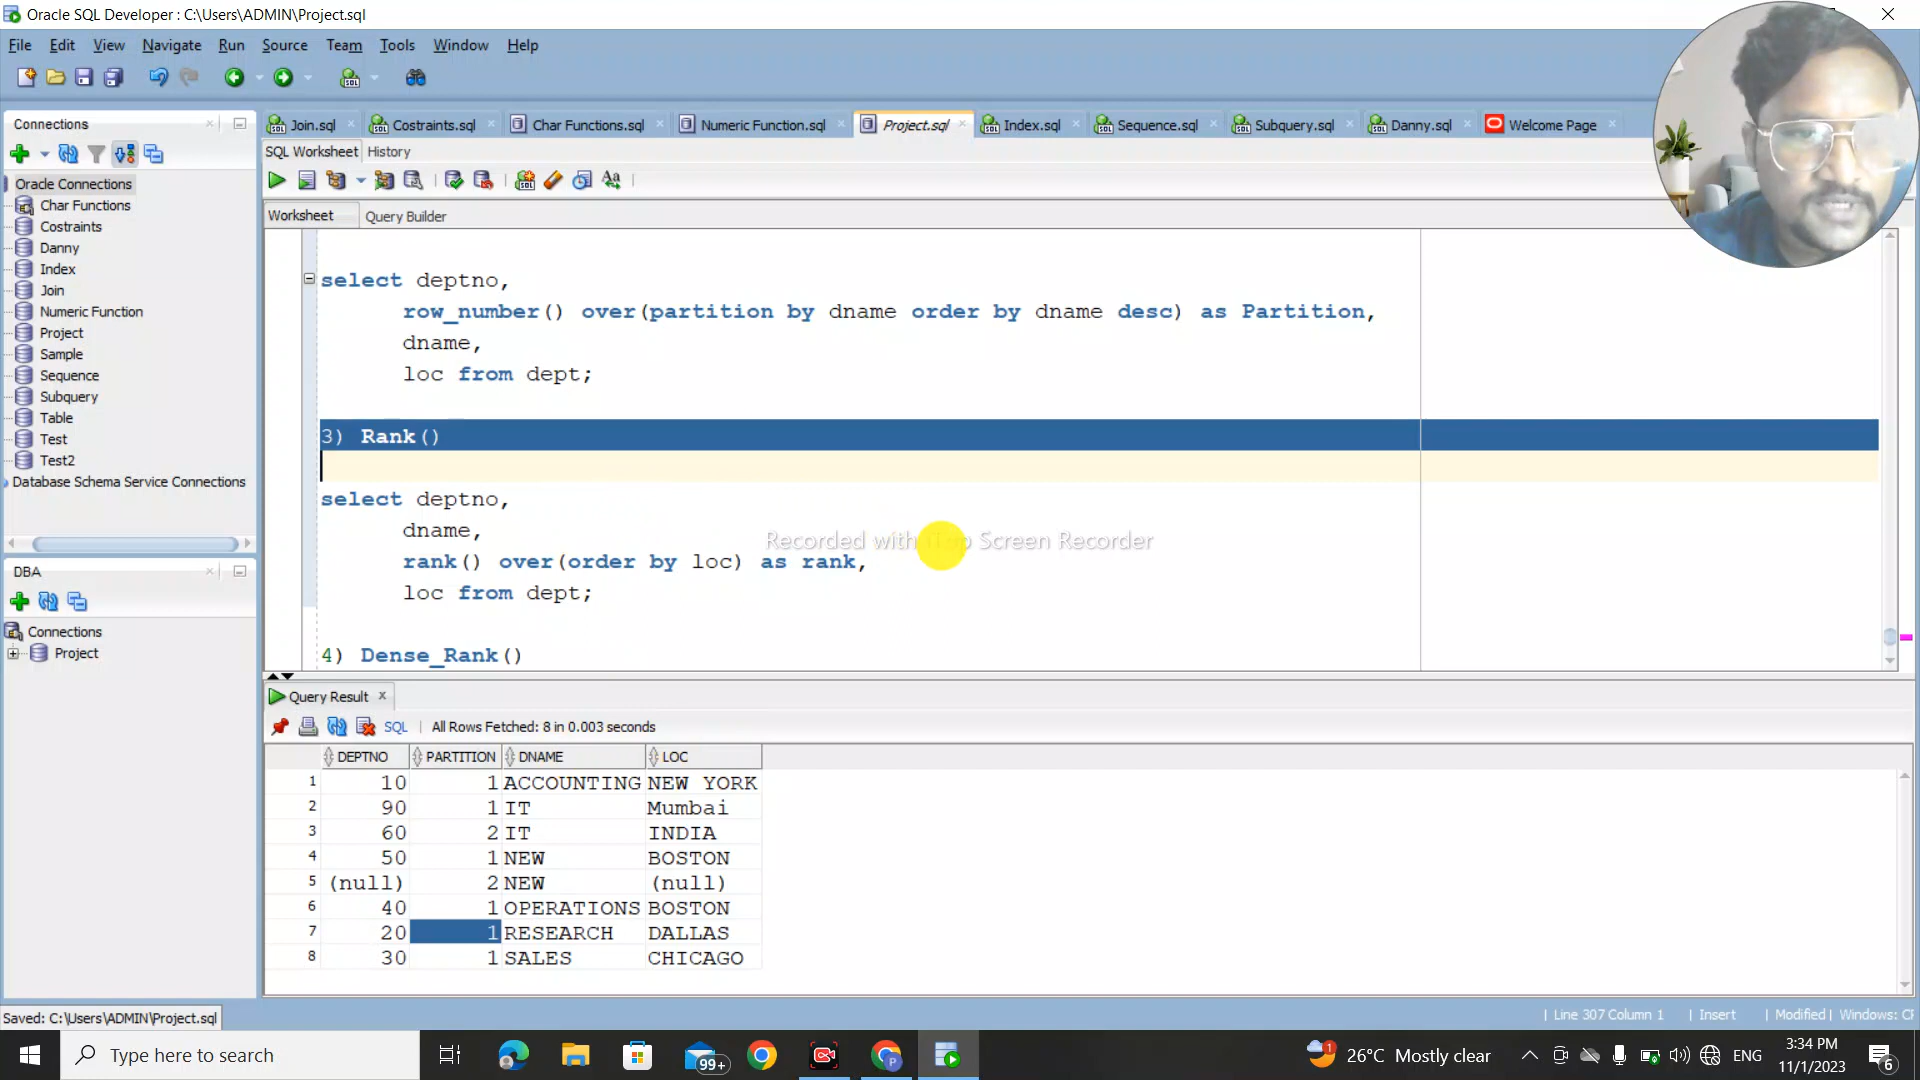 Oracle SQL Developer : C:\Users\ADMIN\Project.sql
File Edit View Navigate Run Source Team Tools Window Help
Connections
Join.sql Costraints.sql Char Functions.sql Numeric Function.sql Project.sql Index.sql Sequence.sql Subquery.sql Danny.sql Welcome Page
SQL Worksheet History
Worksheet Query Builder
Oracle Connections
Char Functions
Costraints
Danny
Index
Join
Numeric Function
Project
Sample
Sequence
Subquery
Table
Test
Test2
Database Schema Service Connections
DBA
Connections
Project
select deptno,
row_number() over(partition by dname order by dname desc) as Partition,
dname,
loc from dept;
3) Rank()
select deptno,
dname,
rank() over(order by loc) as rank,
loc from dept;
4) Dense_Rank()
Recorded with iTop Screen Recorder
Query Result
SQL | All Rows Fetched: 8 in 0.003 seconds
DEPTNO PARTITION DNAME LOC
1 10 1 ACCOUNTING NEW YORK
2 90 1 IT Mumbai
3 60 2 IT INDIA
4 50 1 NEW BOSTON
5 (null) 2 NEW (null)
6 40 1 OPERATIONS BOSTON
7 20 1 RESEARCH DALLAS
8 30 1 SALES CHICAGO
Saved: C:\Users\ADMIN\Project.sql
| Line 307 Column 1 | Insert | Modified | Windows: CF
Type here to search
99+
26°C Mostly clear
ENG
3:34 PM
11/1/2023
6